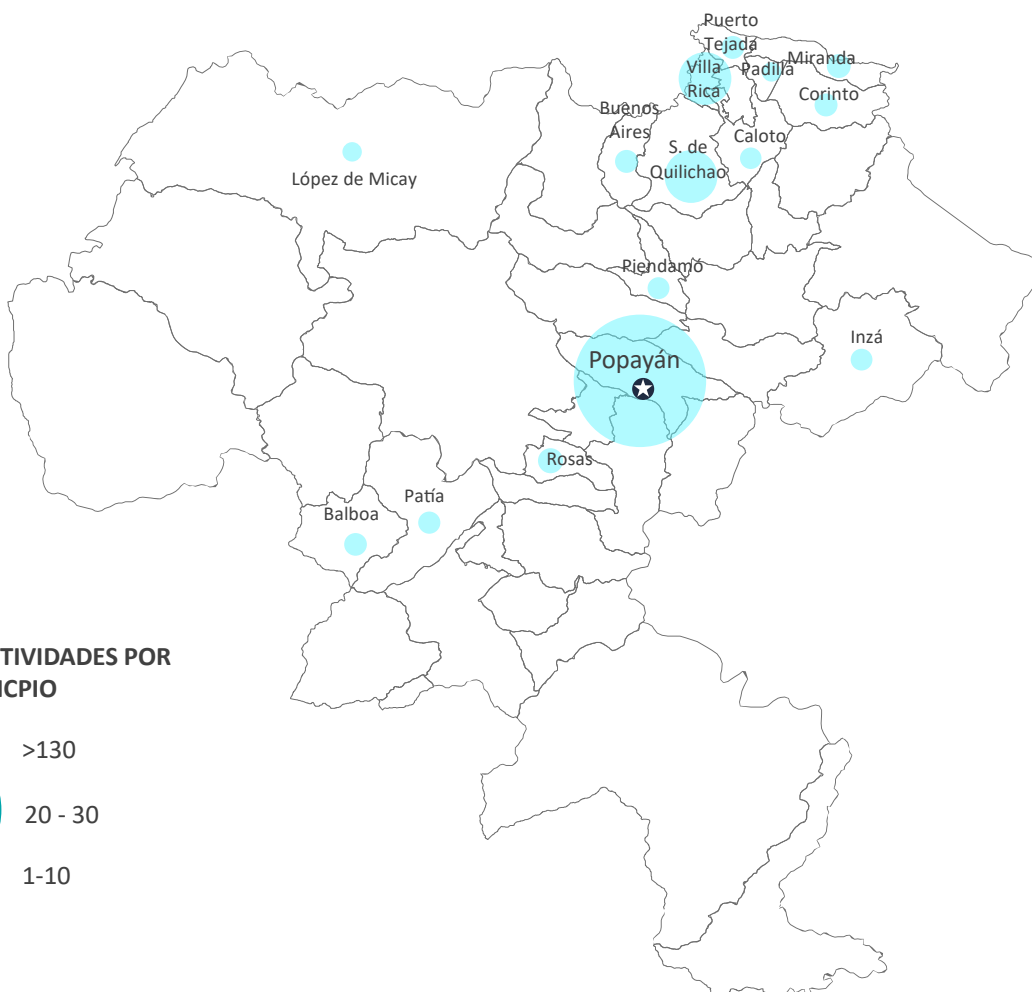 Puerto
Tejada
Miranda
Villa
Rica
Padilla
Corinto
Buenos
Aires
Caloto
S. de
Quilichao
López de Micay
Piendamó
Inzá
Popayán
Rosas
Patía
Balboa
TIVIDADES POR
ICPIO
>130
20 - 30
1-10